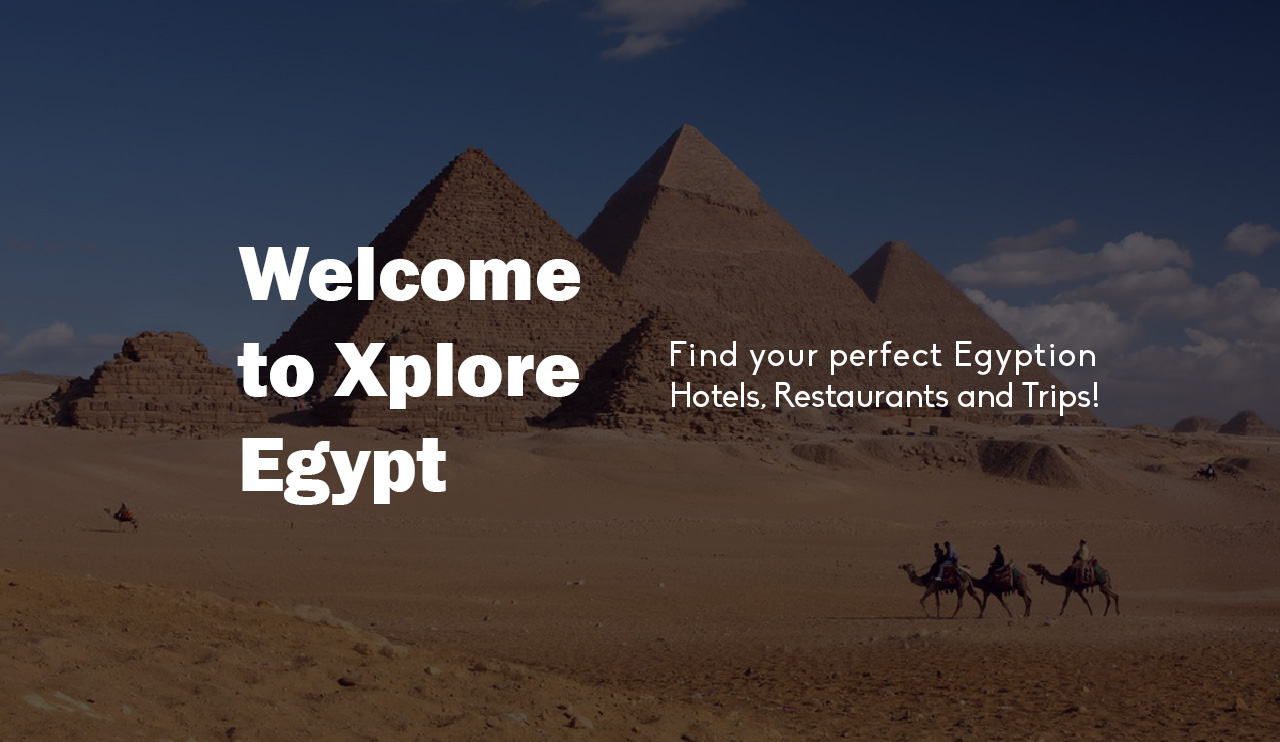 Welcome
to Xplore
Egypt
Find your perfect Egyption
Hotels, Restaurants and Trips!